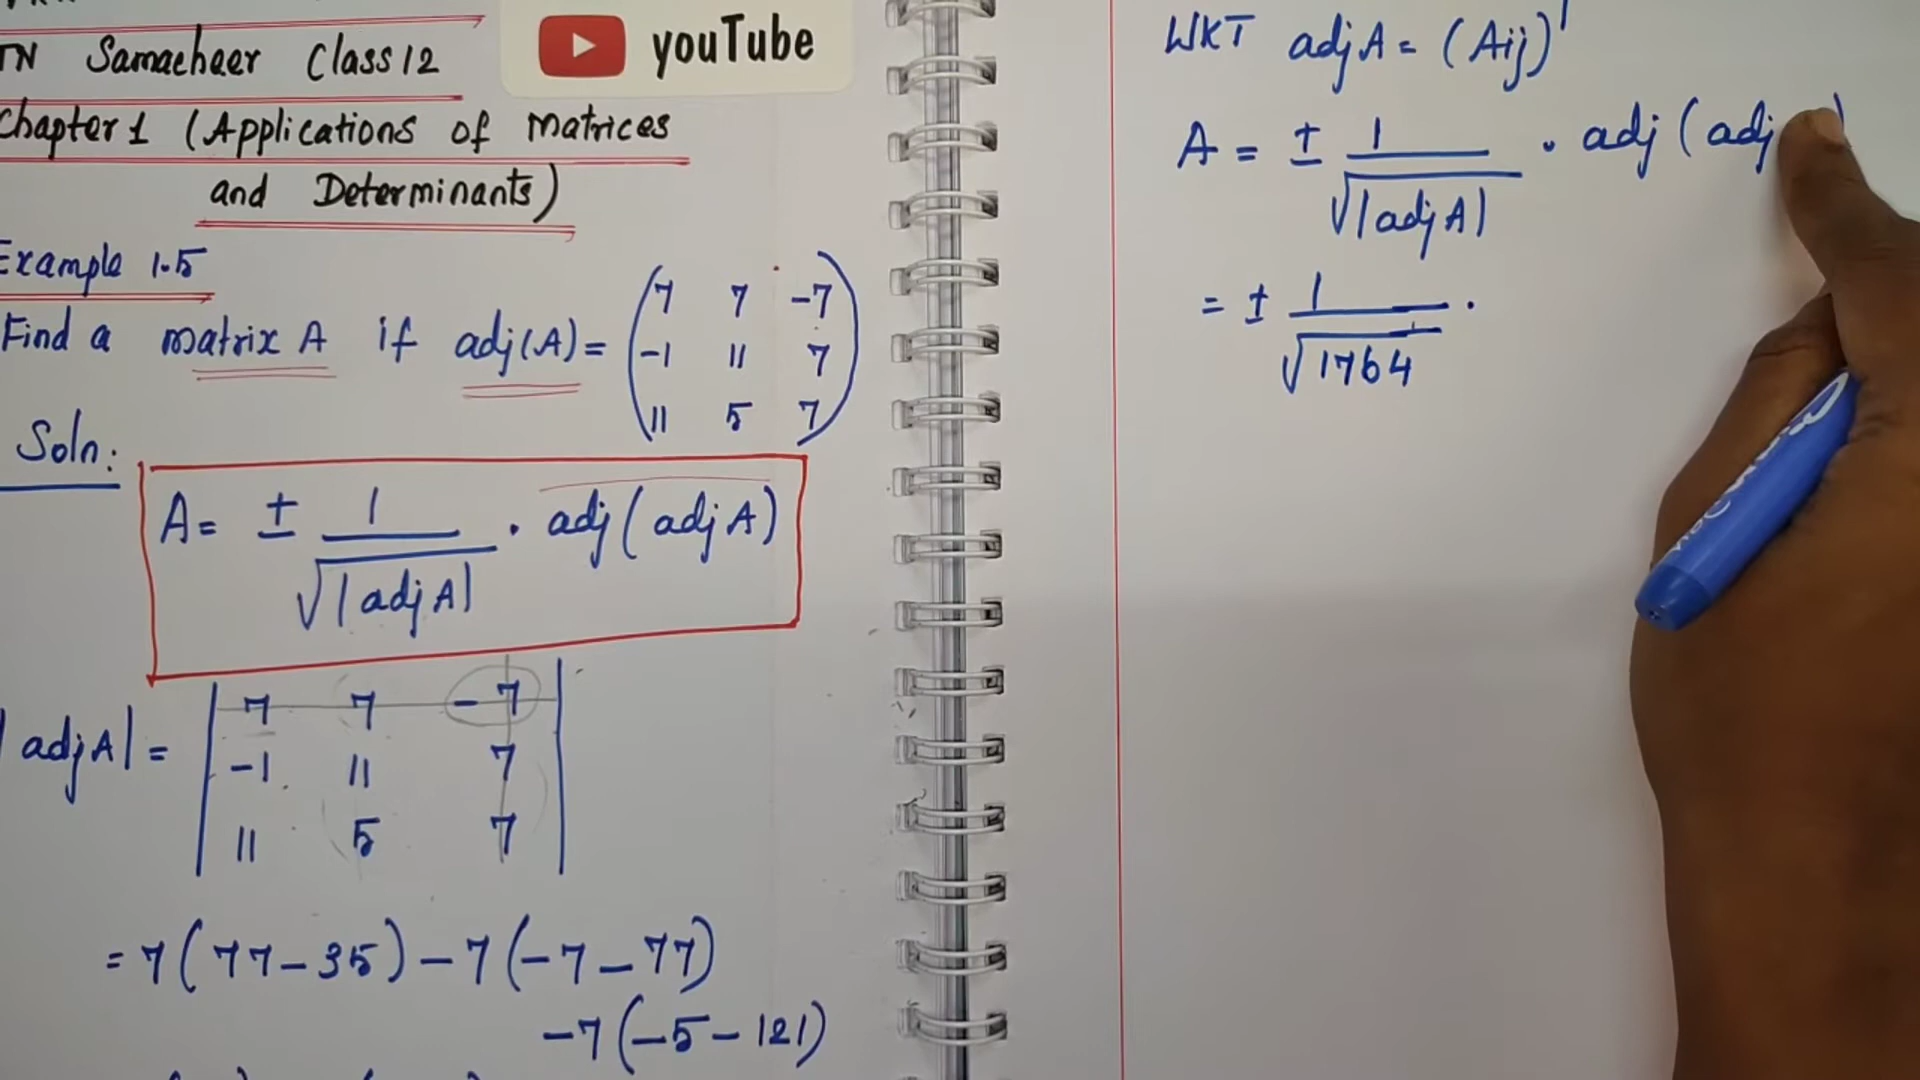 TN Samacheer Class 12
youTube
Chapter 1 (Applications of Matrices
and Determinants)
Example 1.5
Find a matrix A if adj(A)= (7 7 -7
-1 11 7
11 5 7)
Soln:
A= ± 1/√|adj A| . adj (adj A)
|adj A| = |7 7 -7
-1 11 7
11 5 7|
= 7(77-35) -7(-7-77)
-7(-5-121)
WKT adj A = (Aij)
A = ± 1/√|adj A| . adj (adj )
= ± 1/√1764 .